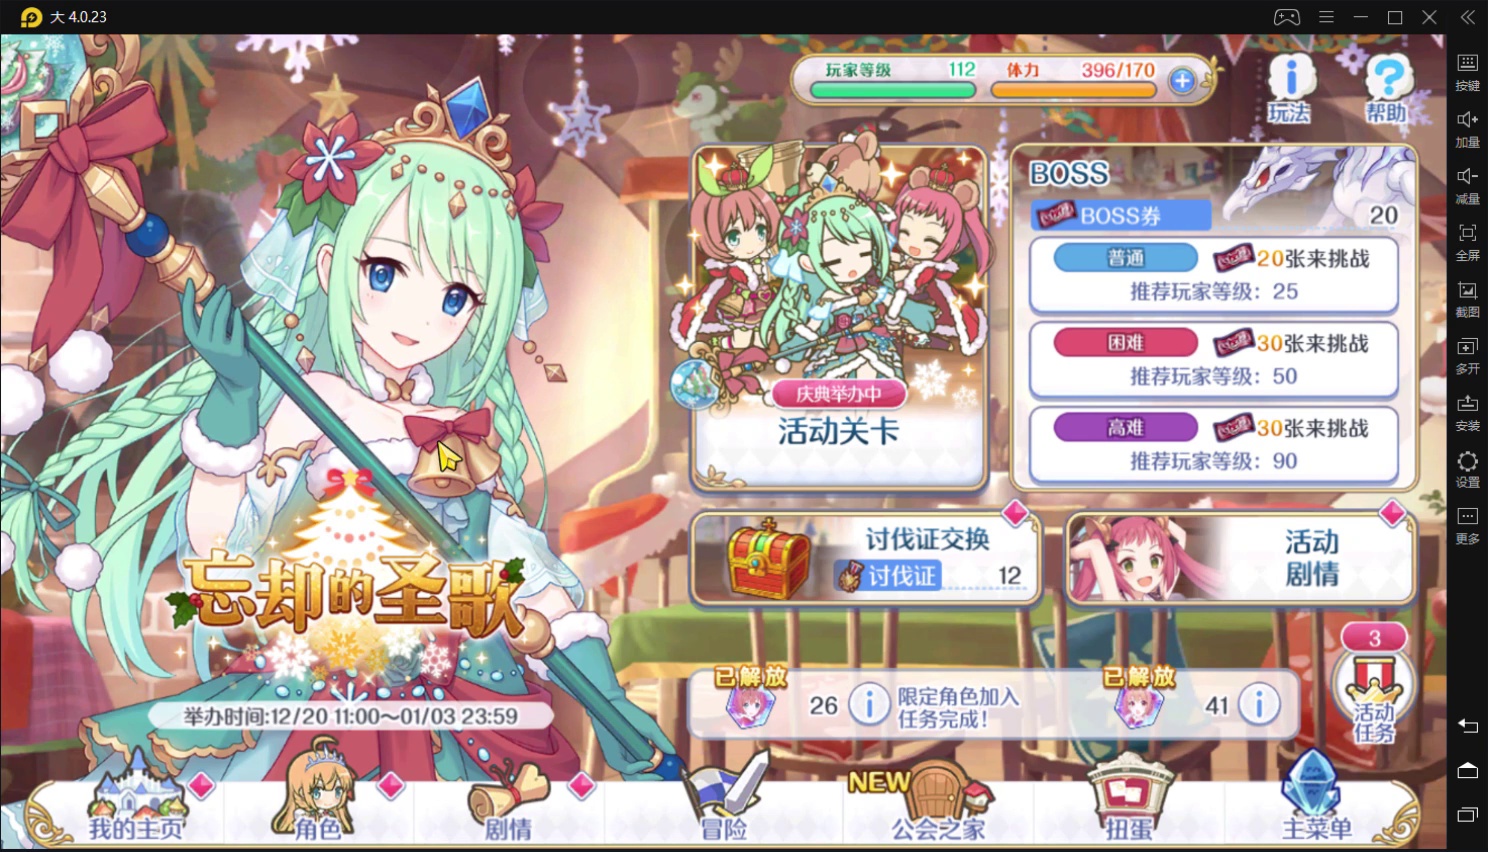 大 4.0.23
玩家等级 112 体力 396/170
玩法
帮助
BOSS
BOSS券 20
普通 20张来挑战
推荐玩家等级：25
困难 30张来挑战
推荐玩家等级：50
高难 30张来挑战
推荐玩家等级：90
庆典举办中
活动关卡
讨伐证交换
讨伐证 12
活动
剧情
忘却的圣歌
举办时间:12/20 11:00～01/03 23:59
已解放
26
限定角色加入
任务完成！
已解放
41
3
活动
任务
我的主页
角色
剧情
冒险
NEW
公会之家
扭蛋
主菜单
按键
加量
减量
全屏
截图
多开
安装
设置
更多